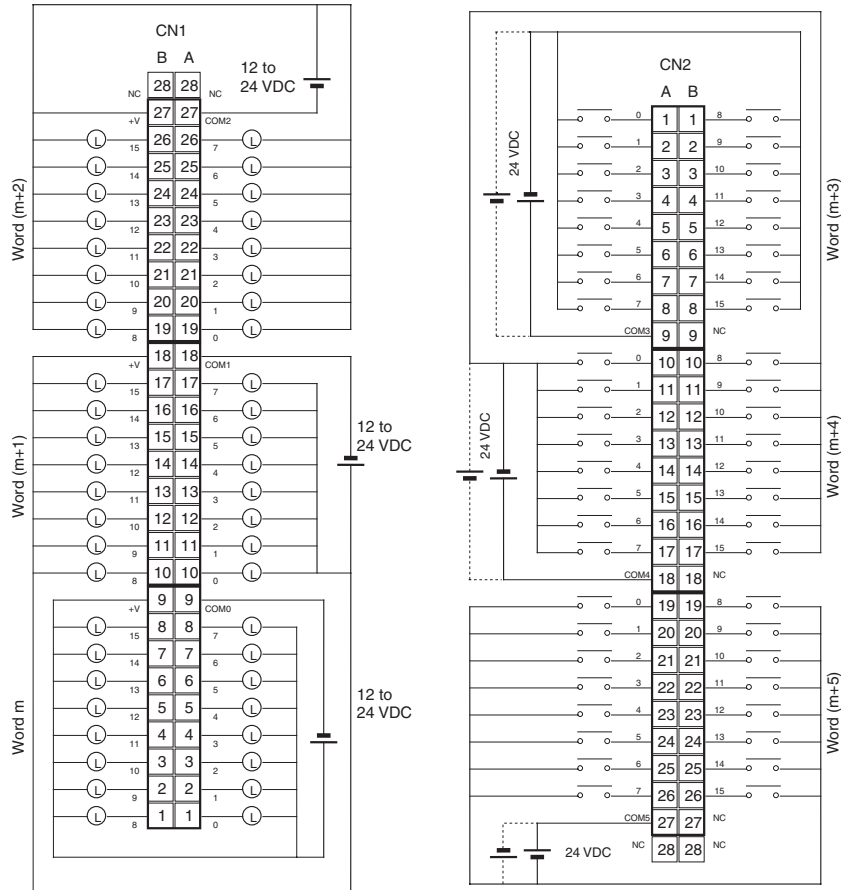 CN1
B A
12 to
24 VDC
NC 28 28 NC
+V 27 27 COM2
L 15 26 26 7 L
L 14 25 25 6 L
L 13 24 24 5 L
L 12 23 23 4 L
L 11 22 22 3 L
L 10 21 21 2 L
L 9 20 20 1 L
L 8 19 19 0 L
Word (m+2)
+V 18 18 COM1
L 15 17 17 7 L
L 14 16 16 6 L
L 13 15 15 5 L
L 12 14 14 4 L
L 11 13 13 3 L
L 10 12 12 2 L
L 9 11 11 1 L
L 8 10 10 0 L
Word (m+1)
12 to
24 VDC
+V 9 9 COM0
L 15 8 8 7 L
L 14 7 7 6 L
L 13 6 6 5 L
L 12 5 5 4 L
L 11 4 4 3 L
L 10 3 3 2 L
L 9 2 2 1 L
L 8 1 1 0 L
Word m
12 to
24 VDC
CN2
A B
0 1 1 8
1 2 2 9
2 3 3 10
3 4 4 11
4 5 5 12
5 6 6 13
6 7 7 14
7 8 8 15
COM3 9 9 NC
24 VDC
Word (m+3)
0 10 10 8
1 11 11 9
2 12 12 10
3 13 13 11
4 14 14 12
5 15 15 13
6 16 16 14
7 17 17 15
COM4 18 18 NC
24 VDC
Word (m+4)
0 19 19 8
1 20 20 9
2 21 21 10
3 22 22 11
4 23 23 12
5 24 24 13
6 25 25 14
7 26 26 15
COM5 27 27 NC
NC 28 28 NC
24 VDC
Word (m+5)